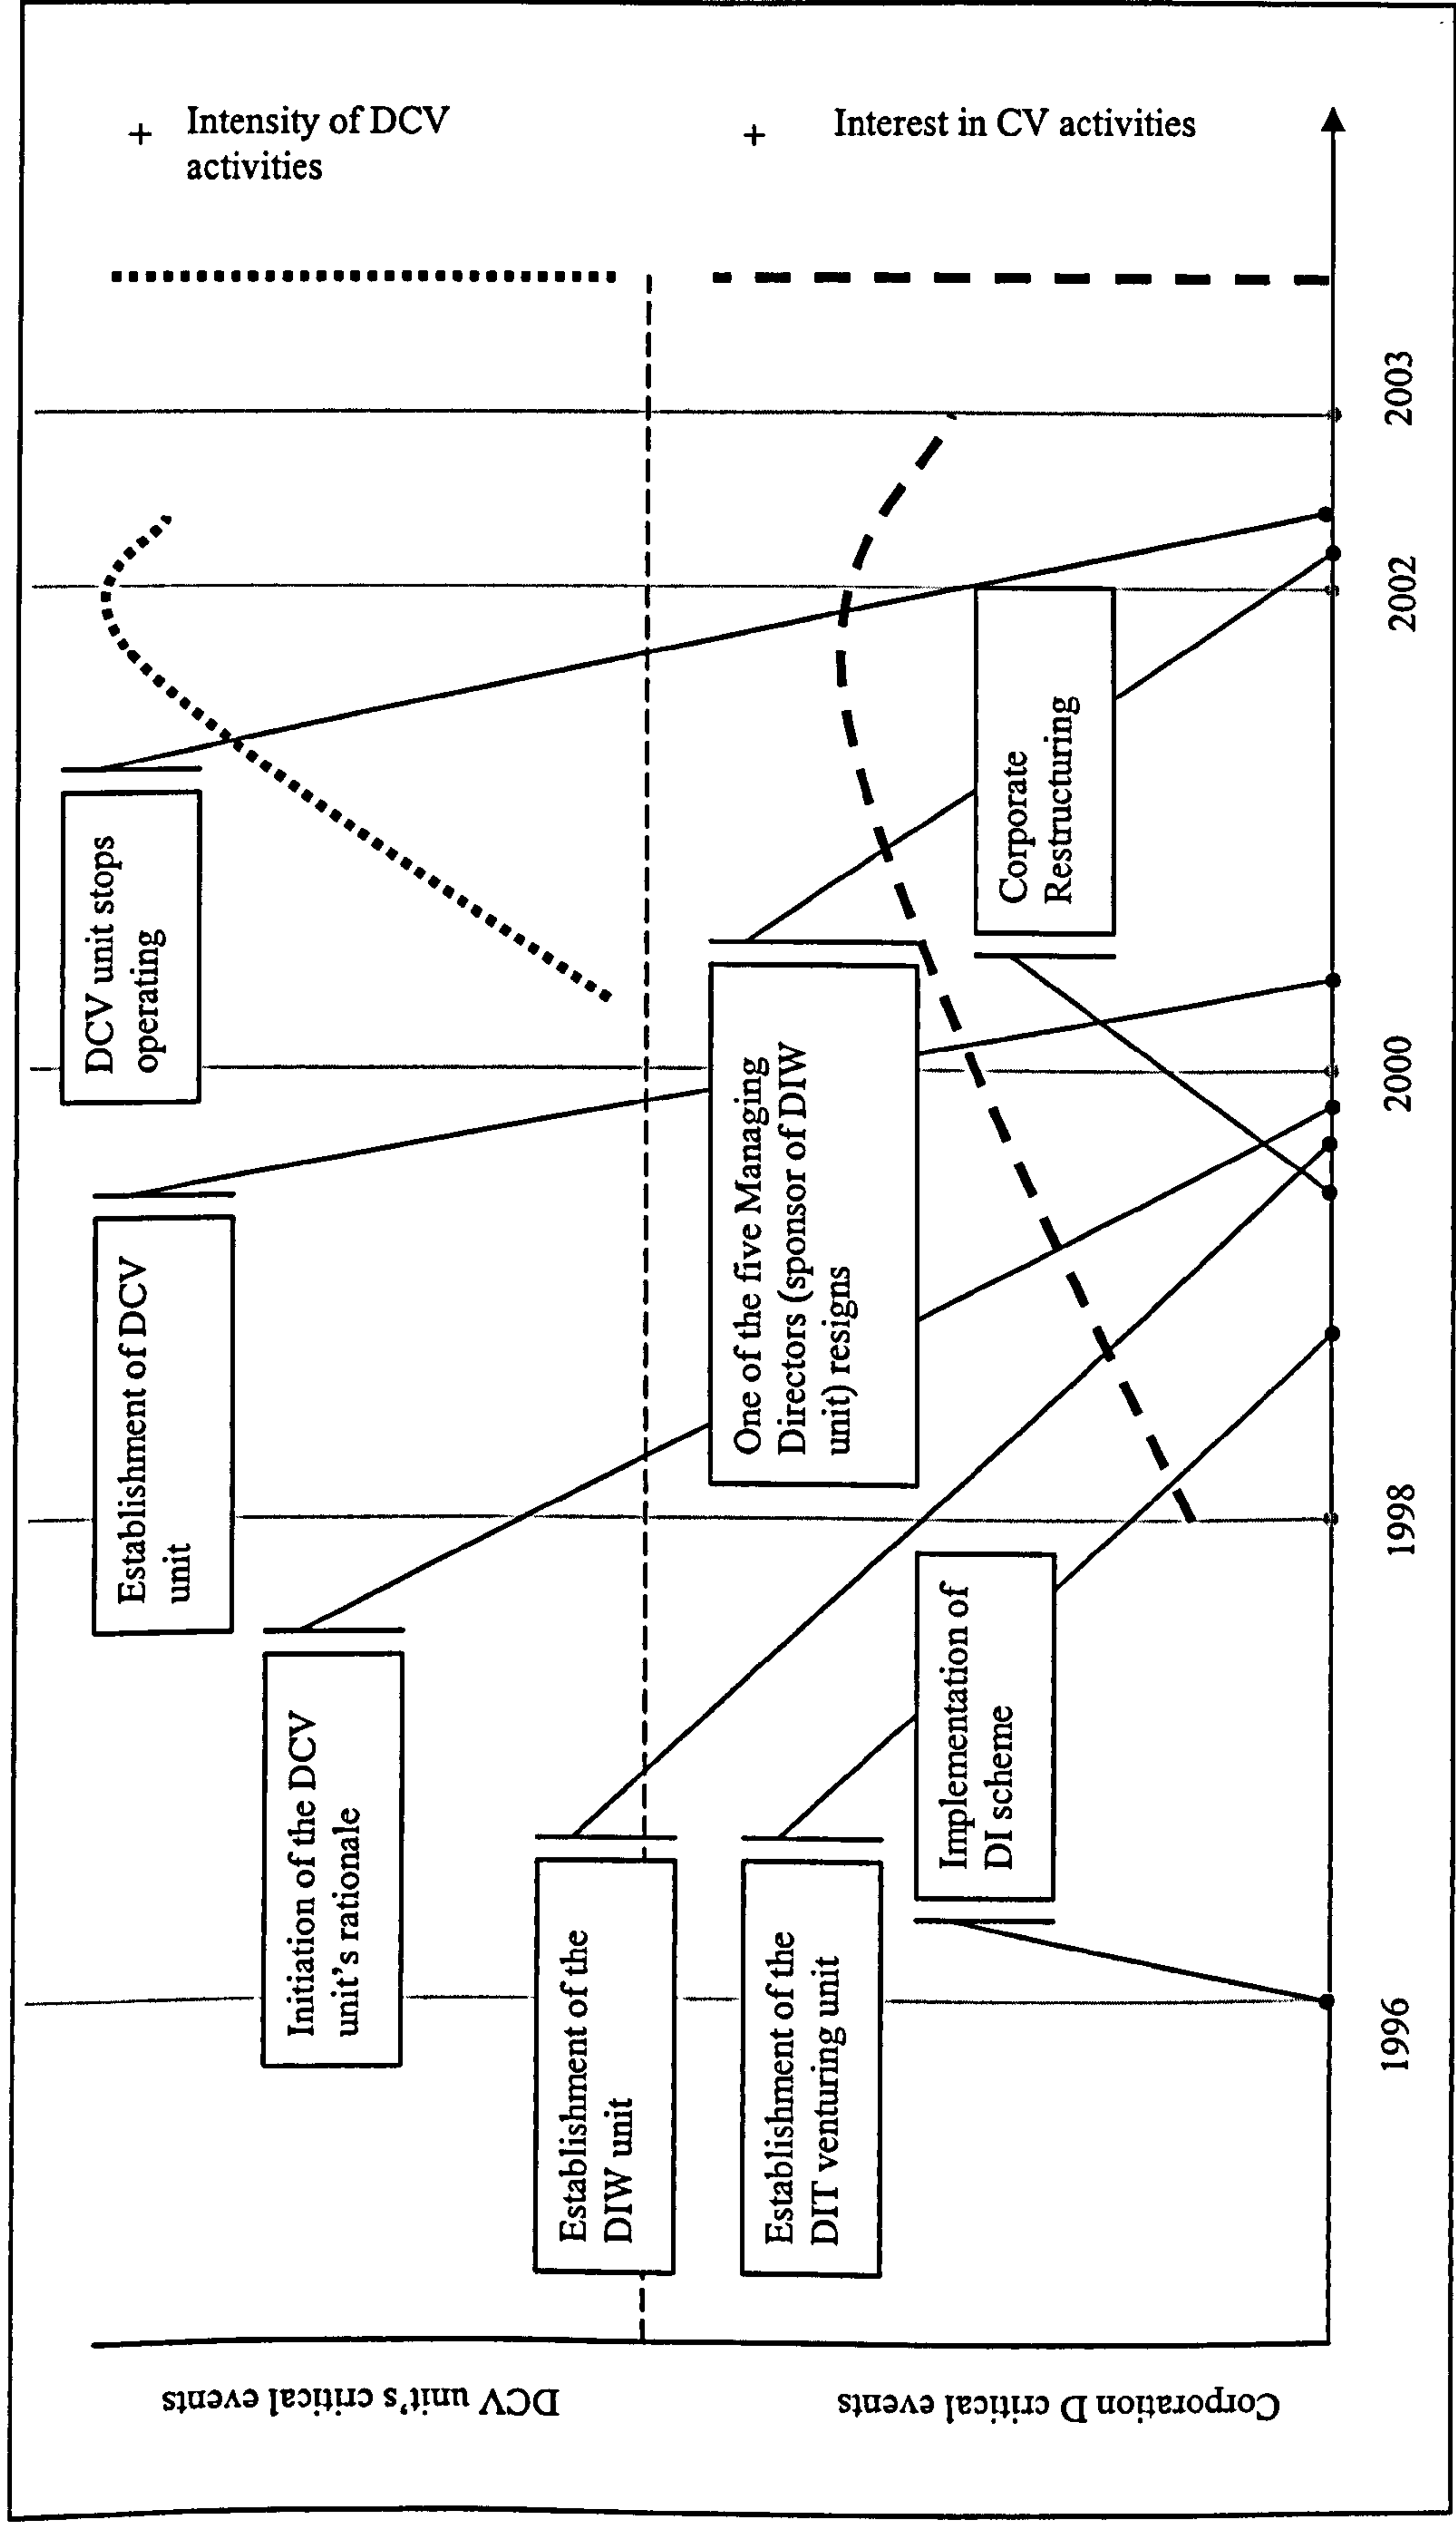 DCV unit's critical events
Corporation D critical events
DCV unit stops
operating
Establishment of DCV
unit
Initiation of the DCV
unit's rationale
Establishment of the
DIW unit
Establishment of the
DIT venturing unit
Implementation of
DI scheme
One of the five Managing
Directors (sponsor of DIW
unit) resigns
Corporate
Restructuring
+ Intensity of DCV
activities
+ Interest in CV activities
1996
1998
2000
2002
2003